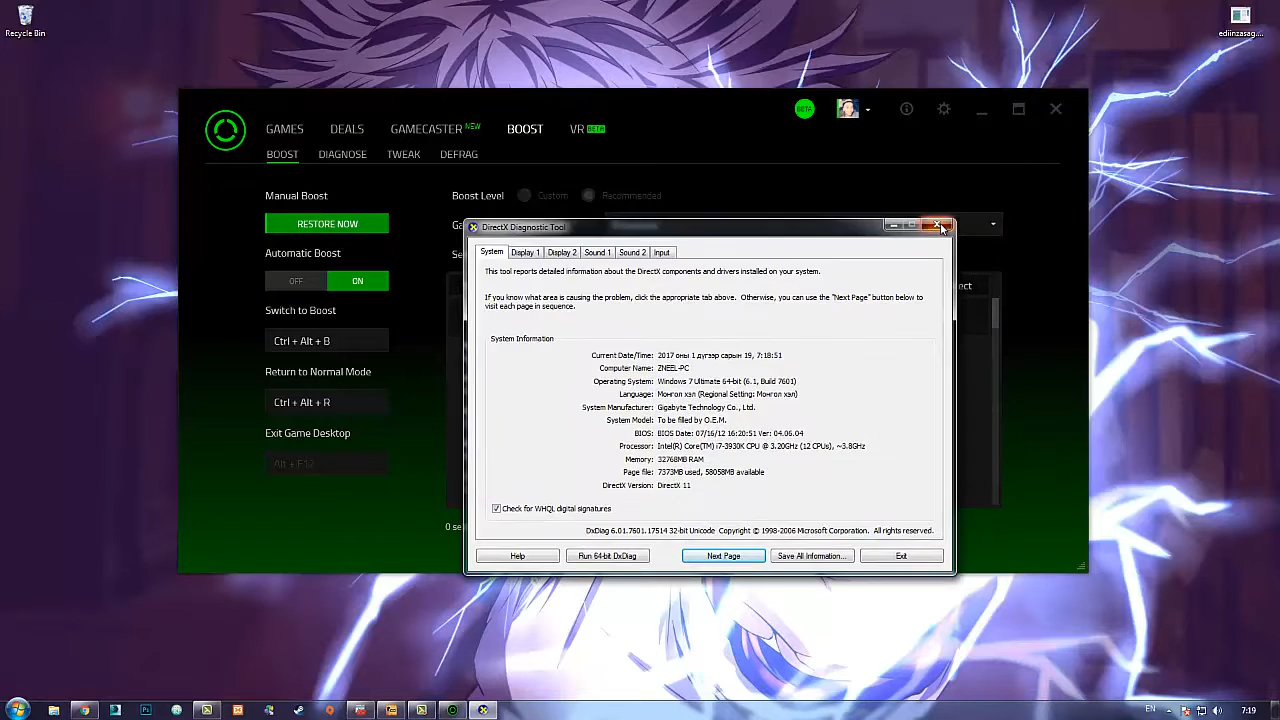 Recycle Bin
ediinzasag...
BETA
GAMES
DEALS
GAMECASTER NEW
BOOST
VR BETA
BOOST
DIAGNOSE
TWEAK
DEFRAG
Manual Boost
RESTORE NOW
Automatic Boost
OFF
ON
Switch to Boost
Ctrl + Alt + B
Return to Normal Mode
Ctrl + Alt + R
Exit Game Desktop
Alt + F12
Boost Level
Custom
Recommended
Ga
Se
ect
0 se
DirectX Diagnostic Tool
System
Display 1
Display 2
Sound 1
Sound 2
Input
This tool reports detailed information about the DirectX components and drivers installed on your system.
If you know what area is causing the problem, click the appropriate tab above.  Otherwise, you can use the "Next Page" button below to
visit each page in sequence.
System Information
Current Date/Time: 2017 оны 1 дүгээр сарын 19, 7:18:51
Computer Name: ZNEEL-PC
Operating System: Windows 7 Ultimate 64-bit (6.1, Build 7601)
Language: Монгол хэл (Regional Setting: Монгол хэл)
System Manufacturer: Gigabyte Technology Co., Ltd.
System Model: To be filled by O.E.M.
BIOS: BIOS Date: 07/16/12 16:20:51 Ver: 04.06.04
Processor: Intel(R) Core(TM) i7-3930K CPU @ 3.20GHz (12 CPUs), ~3.8GHz
Memory: 32768MB RAM
Page file: 7373MB used, 58058MB available
DirectX Version: DirectX 11
Check for WHQL digital signatures
DxDiag 6.01.7601.17514 32-bit Unicode  Copyright © 1998-2006 Microsoft Corporation.  All rights reserved.
Help
Run 64-bit DxDiag
Next Page
Save All Information...
Exit
EN
7:19